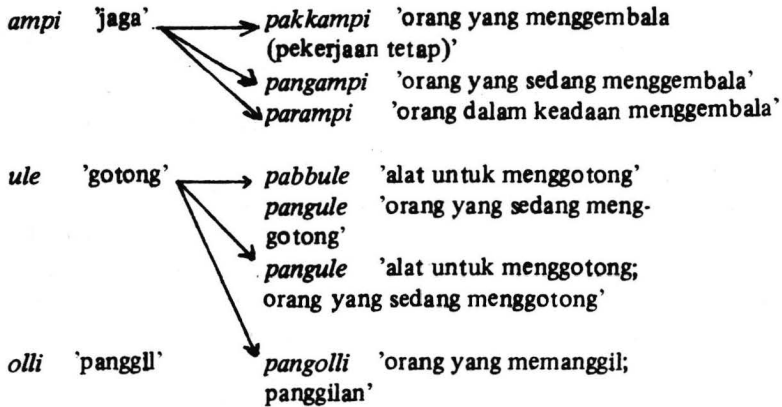 ampi 'jaga' pakkampi 'orang yang menggembala
(pekerjaan tetap)'
pangampi 'orang yang sedang menggembala'
parampi 'orang dalam keadaan menggembala'
ule 'gotong' pabbule 'alat untuk menggotong'
pangule 'orang yang sedang meng-
gotong'
pangule 'alat untuk menggotong;
orang yang sedang menggotong'
olli 'panggil' pangolli 'orang yang memanggil;
panggilan'